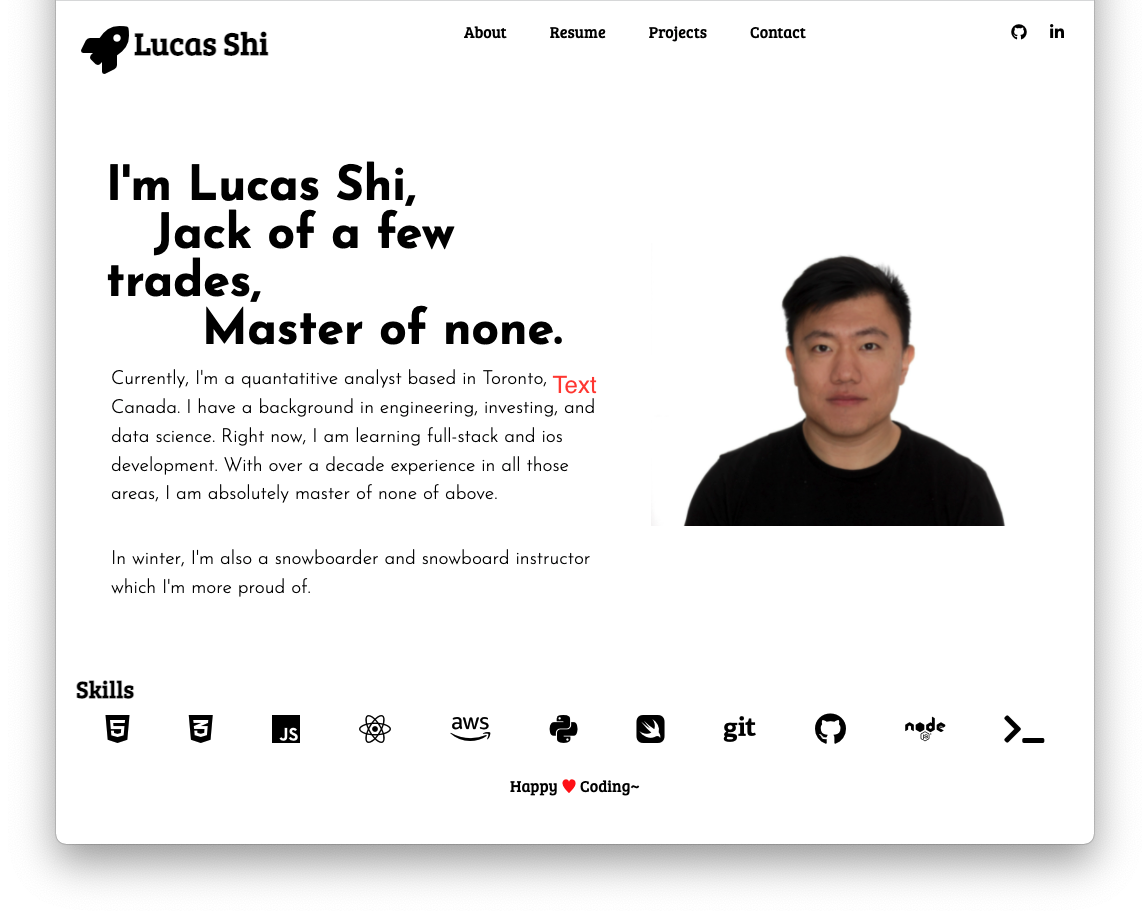 Lucas Shi
About Resume Projects Contact
in
I'm Lucas Shi,
Jack of a few
trades,
Master of none.
Currently, I'm a quantatitive analyst based in Toronto,
Text
Canada. I have a background in engineering, investing, and
data science. Right now, I am learning full-stack and ios
development. With over a decade experience in all those
areas, I am absolutely master of none of above.
In winter, I'm also a snowboarder and snowboard instructor
which I'm more proud of.
Skills
5 3 JS aws git node JS >_
Happy ♥ Coding~